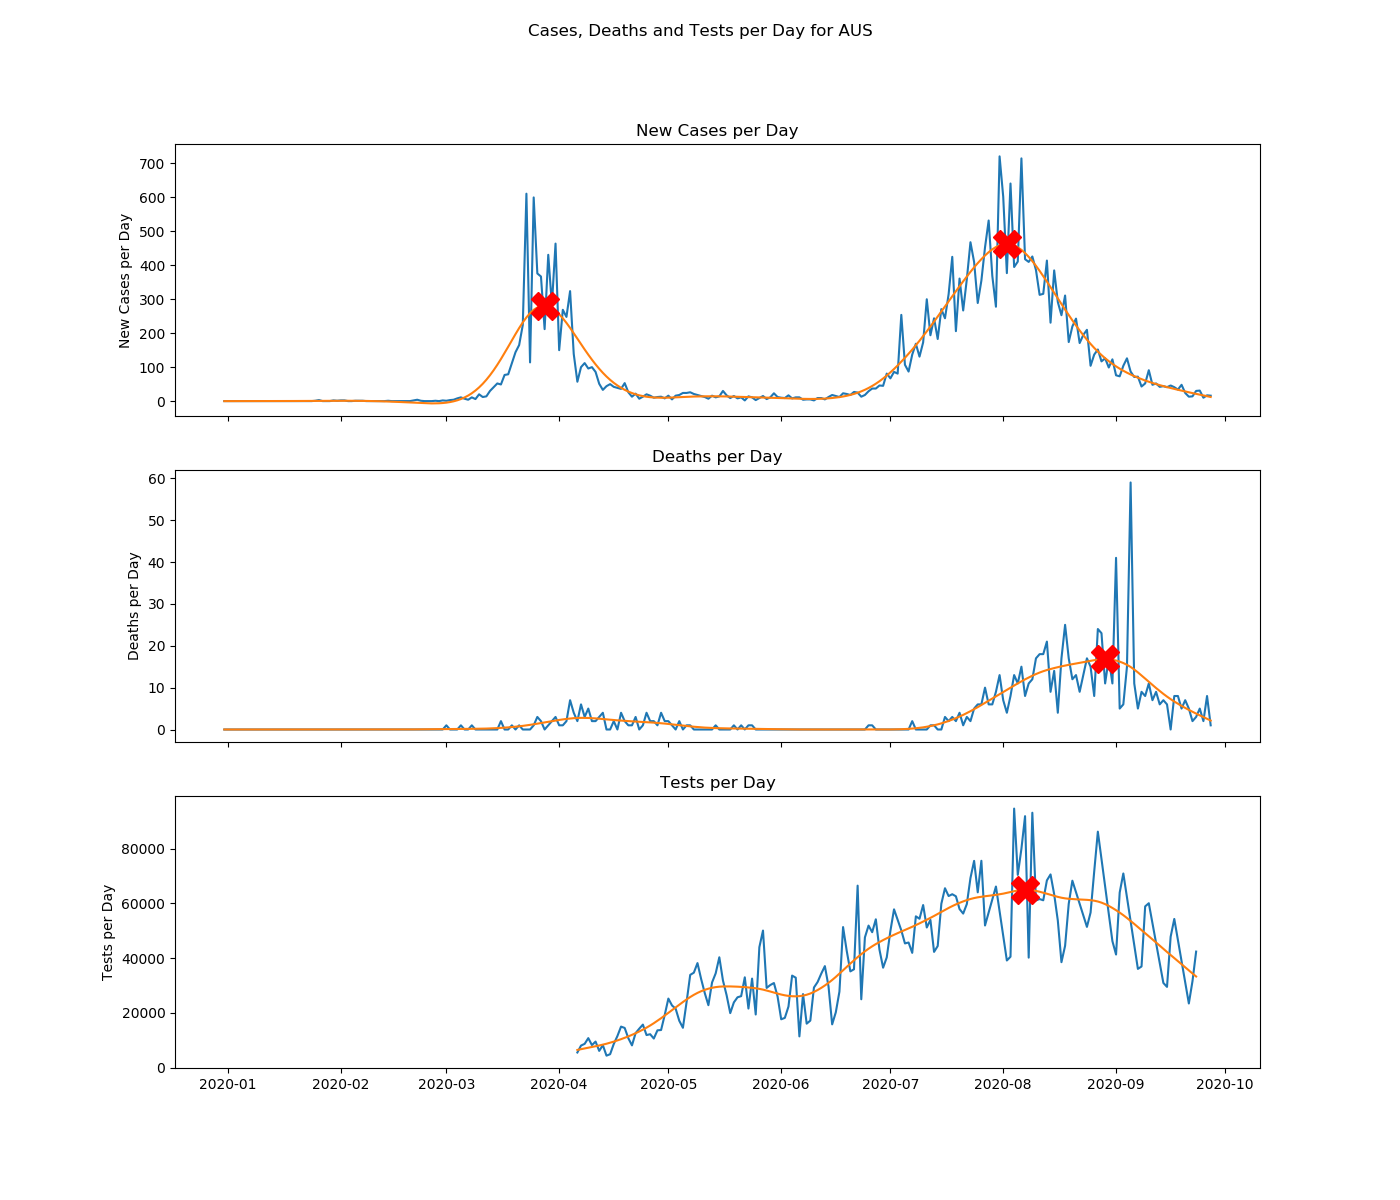 Cases, Deaths and Tests per Day for AUS
New Cases per Day
New Cases per Day
700
600
500
400
300
200
100
0
Deaths per Day
Deaths per Day
60
50
40
30
20
10
0
Tests per Day
Tests per Day
80000
60000
40000
20000
0
2020-01 2020-02 2020-03 2020-04 2020-05 2020-06 2020-07 2020-08 2020-09 2020-10